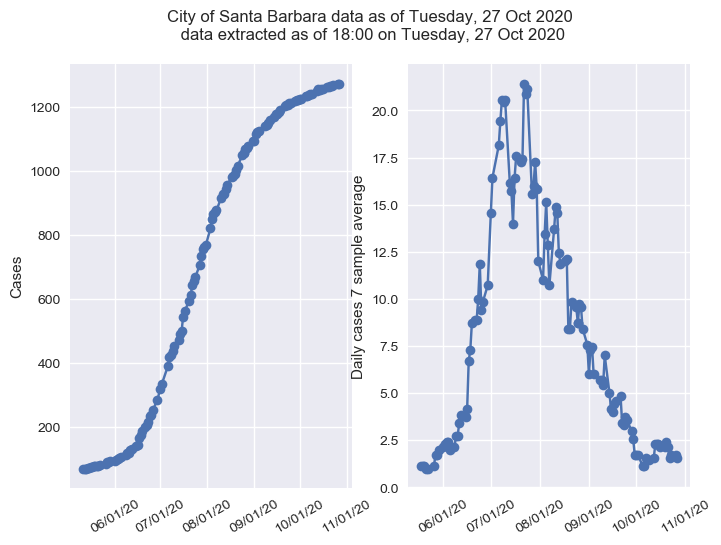 City of Santa Barbara data as of Tuesday, 27 Oct 2020
data extracted as of 18:00 on Tuesday, 27 Oct 2020
Cases
1200
1000
800
600
400
200
06/01/20 07/01/20 08/01/20 09/01/20 10/01/20 11/01/20
Daily cases 7 sample average
20.0
17.5
15.0
12.5
10.0
7.5
5.0
2.5
0.0
06/01/20 07/01/20 08/01/20 09/01/20 10/01/20 11/01/20